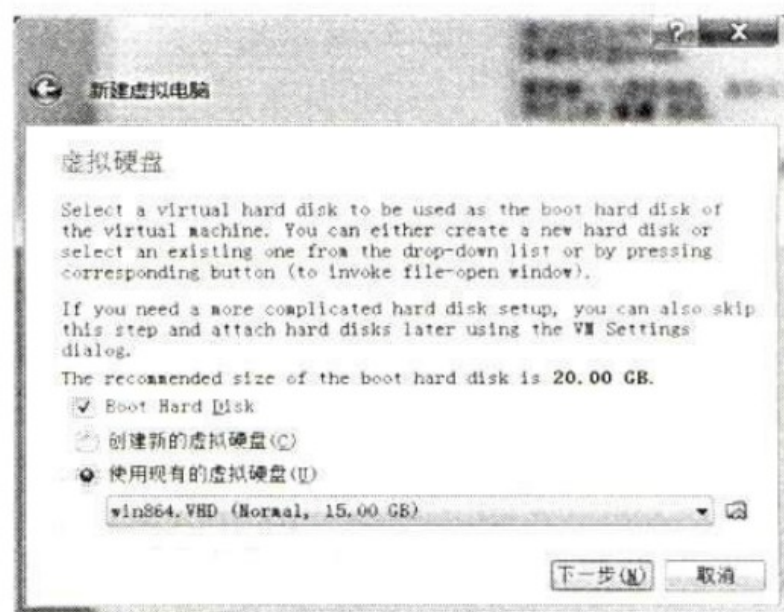 新建虚拟电脑
虚拟硬盘
Select a virtual hard disk to be used as the boot hard disk of
the virtual machine. You can either create a new hard disk or
select an existing one from the drop-down list or by pressing
corresponding button (to invoke file-open window).
If you need a more complicated hard disk setup, you can also skip
this step and attach hard disks later using the VM Settings
dialog.
The recommended size of the boot hard disk is 20.00 GB.
Boot Hard Disk
创建新的虚拟硬盘(C)
使用现有的虚拟硬盘(U)
win864.VHD (Normal, 15.00 GB)
下一步(N) 取消